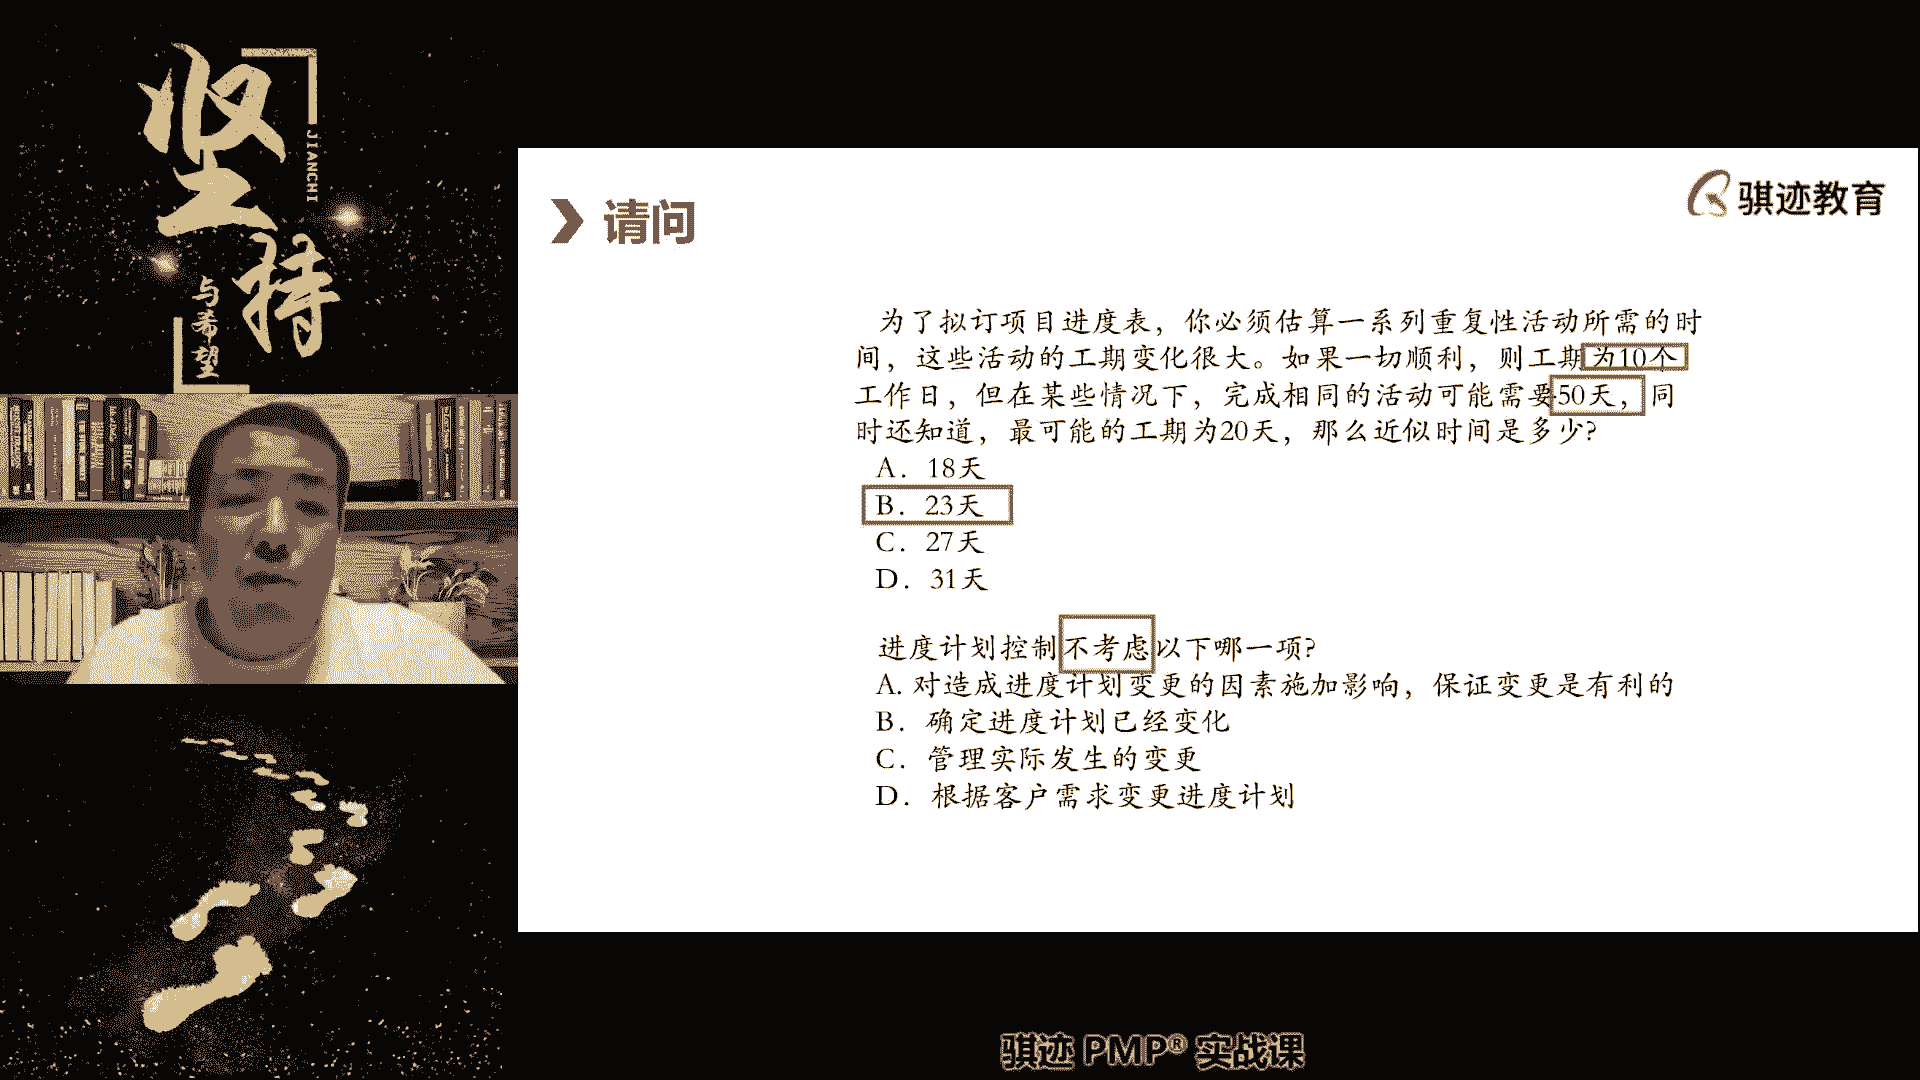 坚持
JIANCHI
与希望
请问
骐迹教育
为了拟订项目进度表，你必须估算一系列重复性活动所需的时
间，这些活动的工期变化很大。如果一切顺利，则工期为10个
工作日，但在某些情况下，完成相同的活动可能需要50天，同
时还知道，最可能的工期为20天，那么近似时间是多少?
A．18天
B．23天
C．27天
D．31天
进度计划控制不考虑以下哪一项?
A. 对造成进度计划变更的因素施加影响，保证变更是有利的
B．确定进度计划已经变化
C．管理实际发生的变更
D．根据客户需求变更进度计划
骐迹 PMP® 实战课